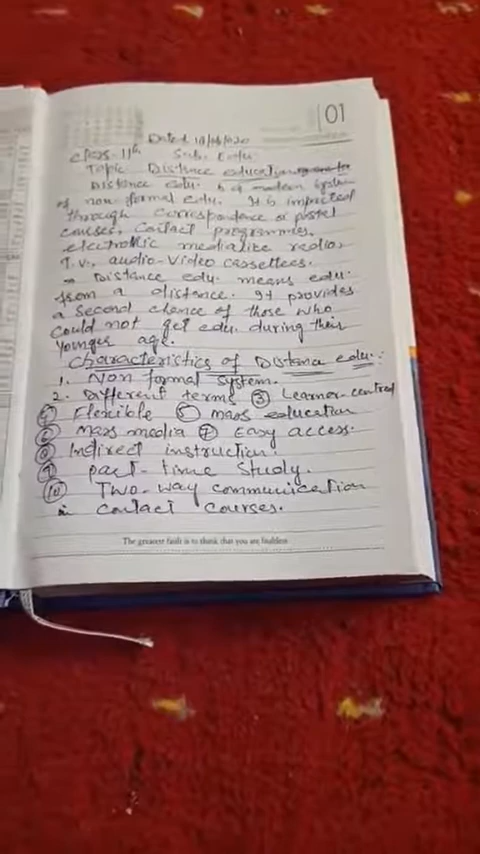 01
Dated 10/06/020
Class-11th Sub. Edu.
Topic Distance education
Distance edu. is a modern system
of non formal edu. It is imparted
through correspondence or postal
courses, contact programmes,
electronic media like radio,
T.V., audio-video cassettees.
→ Distance edu. means edu.
from a distance. It provides
a second chance of those who
could not get edu. during their
younger age.
Characteristics of Distance edu.:
1. Non formal System.
2. Different terms ③ Learner-centred
④ Flexible ⑤ mass education
⑥ Mass media ⑦ Easy access.
⑧ Indirect instruction.
⑨ part-time Study.
⑩ Two-way communication
in contact courses.
The greatest fault is to think that you are faultless